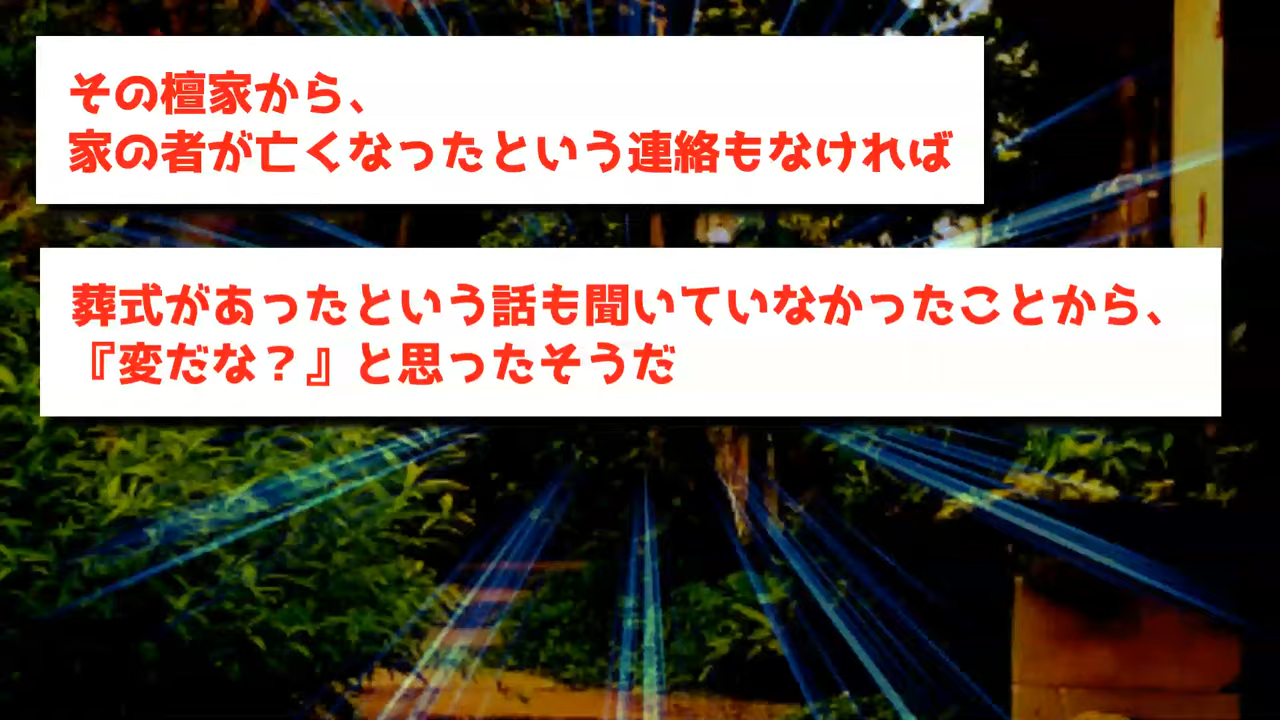 その檀家から、
家の者が亡くなったという連絡もなければ
葬式があったという話も聞いていなかったことから、
『変だな？』と思ったそうだ